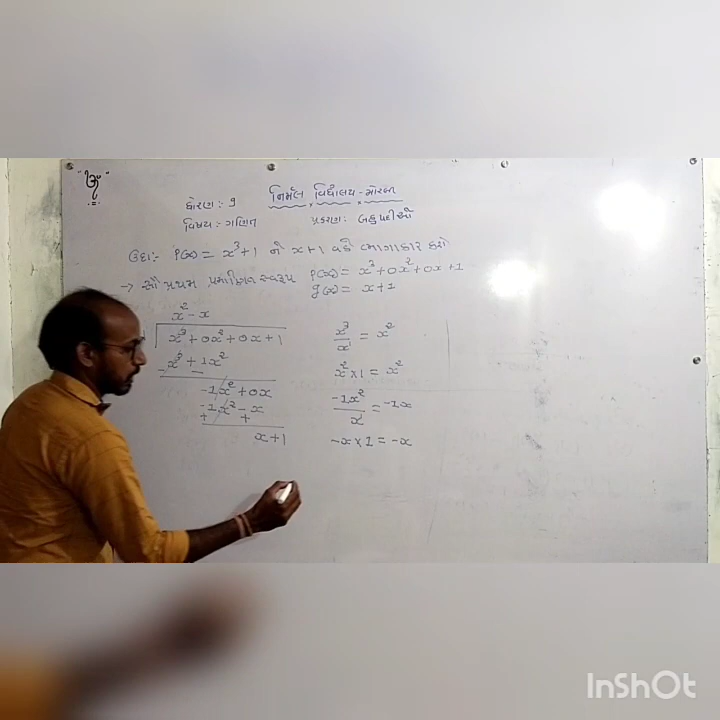 "ૐ"
નિર્મલ વિદ્યાલય - મોરબી
ધોરણ :- 9
વિષય :- ગણિત
પ્રકરણ: બહુપદીઓ
ઉદા:- P(x) = x³+1 ને x+1 વડે ભાગાકાર કરો
→ સૌ પ્રથમ પ્રમાણિત સ્વરૂપ P(x) = x³+0x²+0x+1
g(x) = x+1
x² - x
x³+0x²+0x+1
x³ + 1x²
- -
-1x² + 0x
-1x² - x
+ +
x+1
x³/x = x²
x² × 1 = x²
-1x²/x = -1x
-x × 1 = -x
InShOt